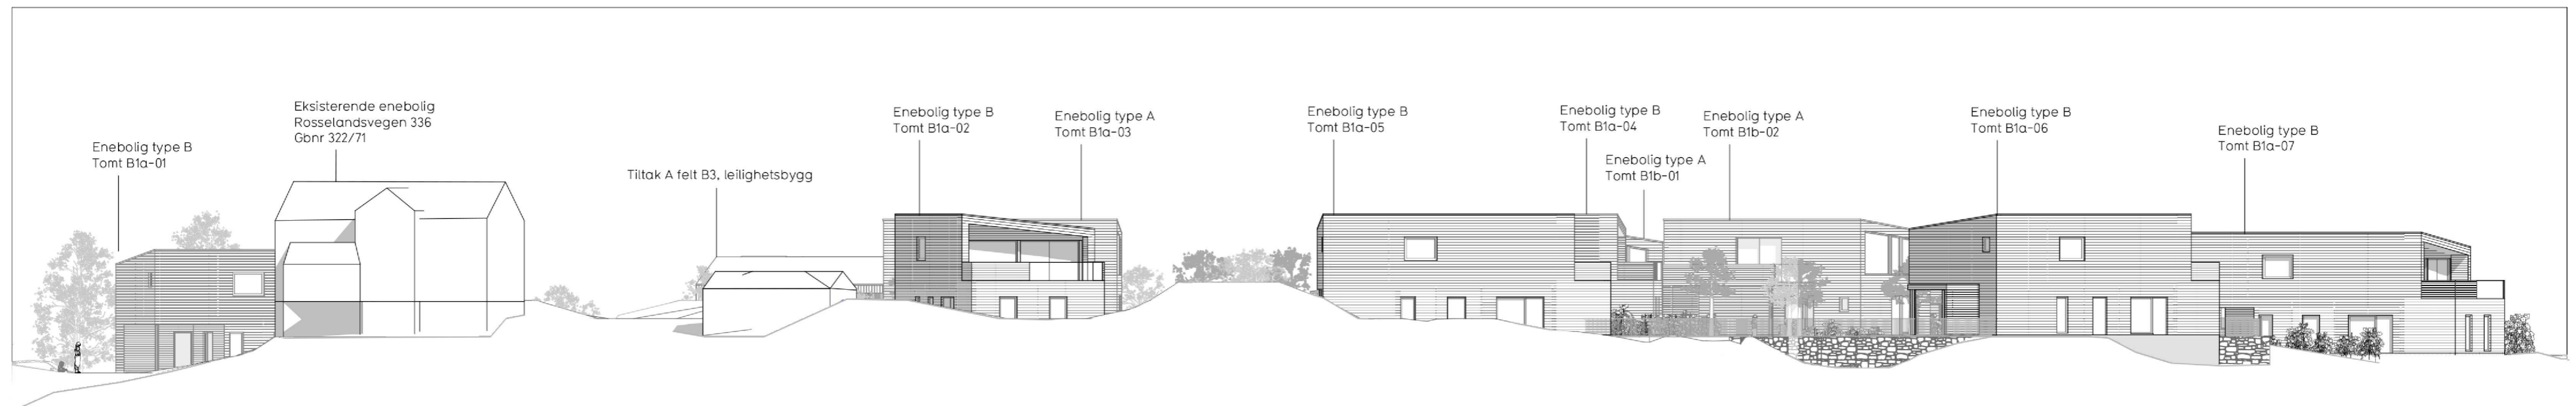 Enebolig type B
Tomt B1a-01
Eksisterende enebolig
Rosselandsvegen 336
Gbnr 322/71
Tiltak A felt B3, leilighetsbygg
Enebolig type B
Tomt B1a-02
Enebolig type A
Tomt B1a-03
Enebolig type B
Tomt B1a-05
Enebolig type B
Tomt B1a-04
Enebolig type A
Tomt B1b-01
Enebolig type A
Tomt B1b-02
Enebolig type B
Tomt B1a-06
Enebolig type B
Tomt B1a-07